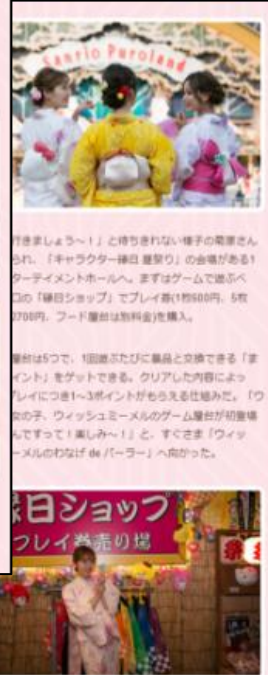 Sanrio Puroland
行きましょう～！」と待ちきれない様子の菊原さん
られ、「キャラクター縁日 夏祭り」の会場がある1
ターテイメントホールへ。まずはゲームで遊ぶべ
口の「縁日ショップ」でプレイ券(1枚600円、5枚
2700円、フード屋台は別料金)を購入。
屋台は5つで、1回遊ぶたびに景品と交換できる「ま
イント」をゲットできる。クリアした内容によっ
プレイにつき1～3ポイントがもらえる仕組みだ。「ウ
女の子、ウィッシュミーメルのゲーム屋台が初登場
んですって！楽しみ～！」と、すぐさま「ウィッ
ーメルのわなげ de パーラー」へ向かった。
縁日ショップ
プレイ券売り場